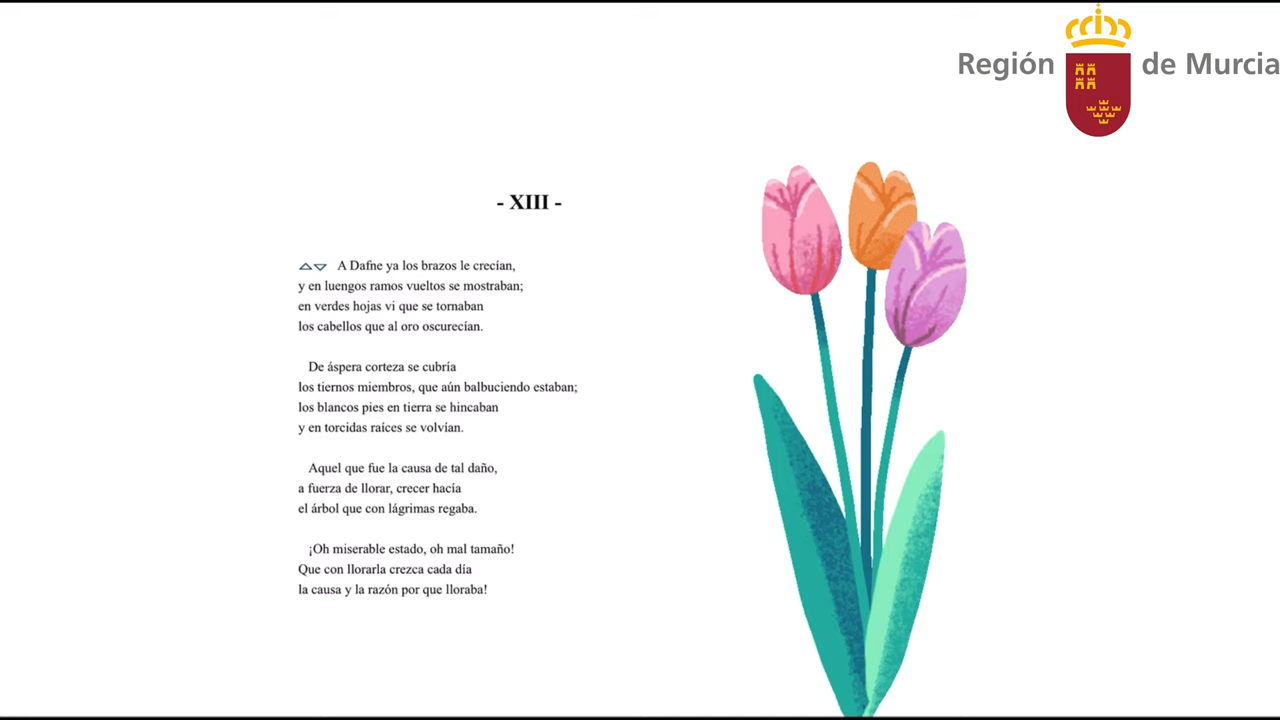 Región de Murcia
- XIII -
A Dafne ya los brazos le crecían,
y en luengos ramos vueltos se mostraban;
en verdes hojas vi que se tornaban
los cabellos que al oro oscurecían.
De áspera corteza se cubría
los tiernos miembros, que aún balbuciendo estaban;
los blancos pies en tierra se hincaban
y en torcidas raíces se volvían.
Aquel que fue la causa de tal daño,
a fuerza de llorar, crecer hacía
el árbol que con lágrimas regaba.
¡Oh miserable estado, oh mal tamaño!
Que con llorarla crezca cada día
la causa y la razón por que lloraba!